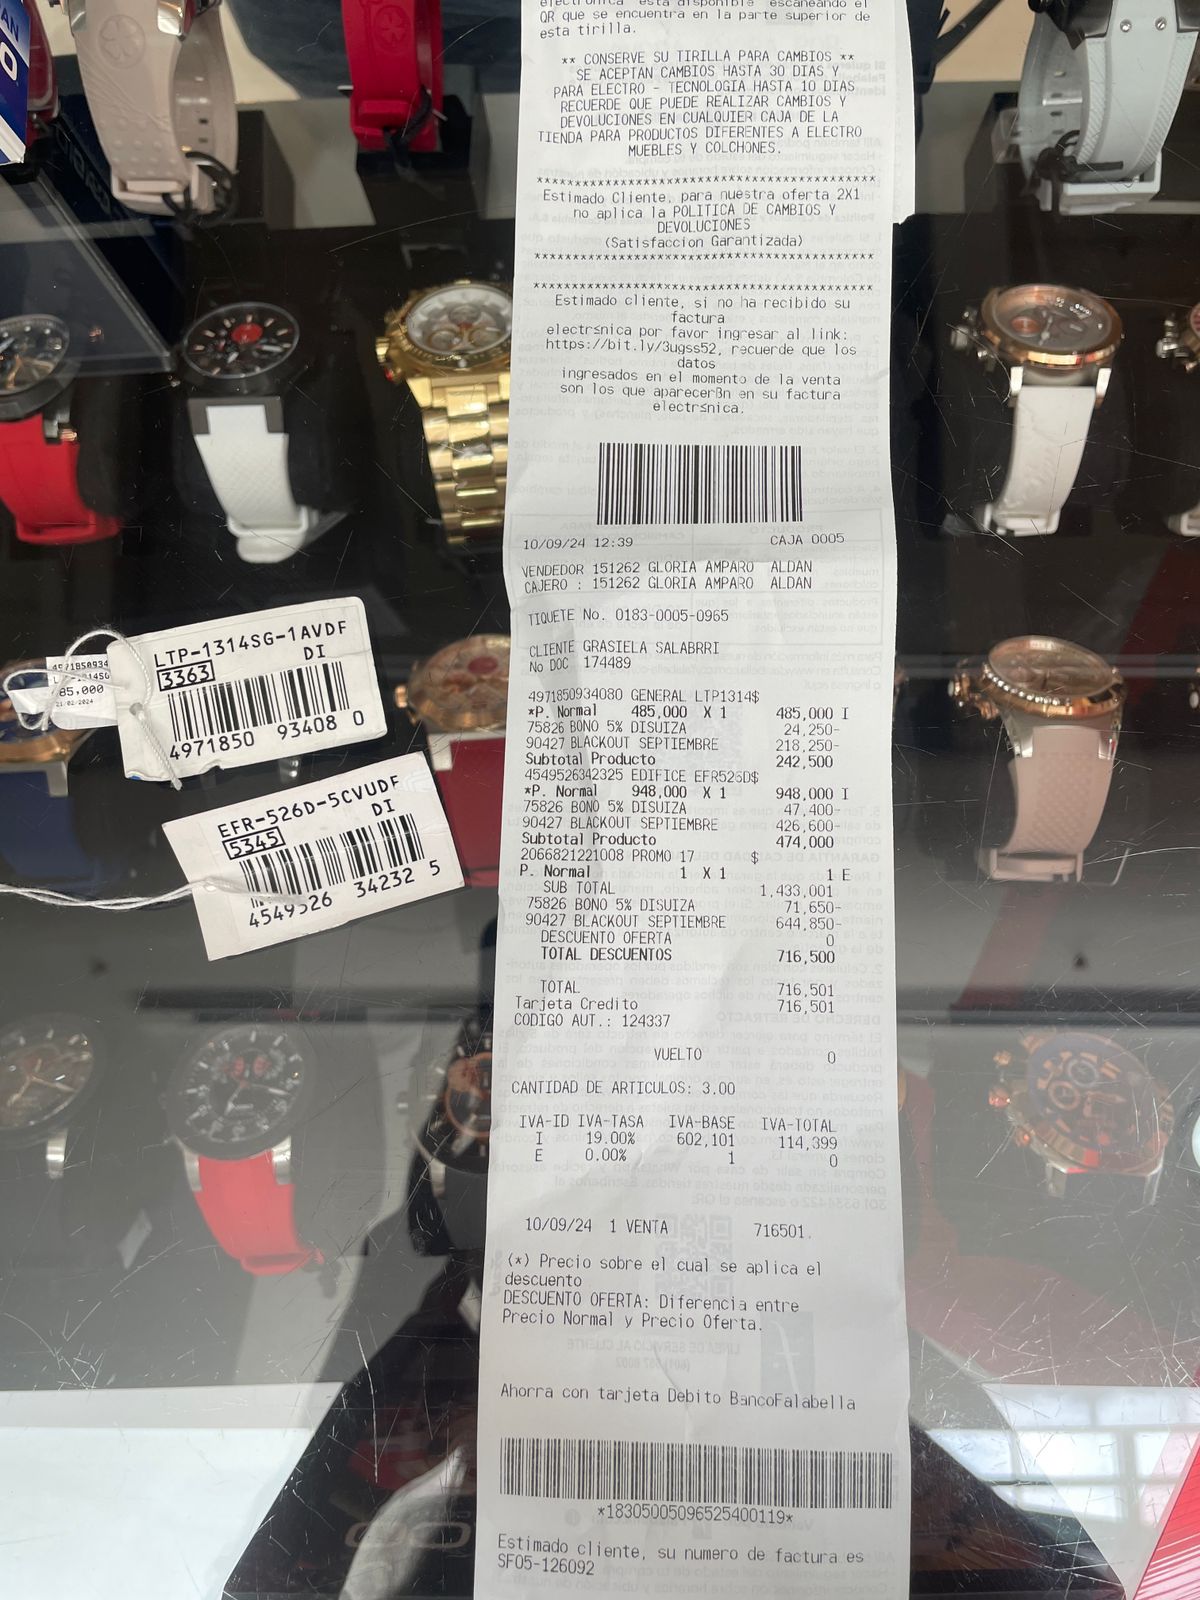 electronica esta disponible escaneando el
QR que se encuentra en la parte superior de
esta tirilla.
** CONSERVE SU TIRILLA PARA CAMBIOS **
SE ACEPTAN CAMBIOS HASTA 30 DIAS Y
PARA ELECTRO - TECNOLOGIA HASTA 10 DIAS
RECUERDE QUE PUEDE REALIZAR CAMBIOS Y
DEVOLUCIONES EN CUALQUIER CAJA DE LA
TIENDA PARA PRODUCTOS DIFERENTES A ELECTRO
MUEBLES Y COLCHONES.
*******************************************
Estimado Cliente, para nuestra oferta 2X1
no aplica la POLITICA DE CAMBIOS Y
DEVOLUCIONES
(Satisfaccion Garantizada)
*******************************************
*******************************************
Estimado cliente, si no ha recibido su
factura
electrsnica por favor ingresar al link:
https://bit.ly/3ugss52, recuerde que los
datos
ingresados en el momento de la venta
son los que aparecerßn en su factura
electrsnica.
10/09/24 12:39 CAJA 0005
VENDEDOR 151262 GLORIA AMPARO ALDAN
CAJERO : 151262 GLORIA AMPARO ALDAN
TIQUETE No. 0183-0005-0965
CLIENTE GRASIELA SALABRRI
No DOC 174489
4971850934080 GENERAL LTP1314$
*P. Normal 485,000 X 1 485,000 I
75826 BONO 5% DISUIZA 24,250-
90427 BLACKOUT SEPTIEMBRE 218,250-
Subtotal Producto 242,500
4549526342325 EDIFICE EFR526D$
*P. Normal 948,000 X 1 948,000 I
75826 BONO 5% DISUIZA 47,400-
90427 BLACKOUT SEPTIEMBRE 426,600-
Subtotal Producto 474,000
2066821221008 PROMO 17 $
P. Normal 1 X 1 1 E
SUB TOTAL 1,433,001
75826 BONO 5% DISUIZA 71,650-
90427 BLACKOUT SEPTIEMBRE 644,850-
DESCUENTO OFERTA 0
TOTAL DESCUENTOS 716,500
TOTAL 716,501
Tarjeta Credito 716,501
CODIGO AUT.: 124337
VUELTO 0
CANTIDAD DE ARTICULOS: 3.00
IVA-ID IVA-TASA IVA-BASE IVA-TOTAL
I 19.00% 602,101 114,399
E 0.00% 1 0
10/09/24 1 VENTA 716501.
(*) Precio sobre el cual se aplica el
descuento
DESCUENTO OFERTA: Diferencia entre
Precio Normal y Precio Oferta.
Ahorra con tarjeta Debito BancoFalabella
*18305005096525400119*
Estimado cliente, su numero de factura es
SF05-126092
LTP-1314SG-1AVDF
3363 DI
4971850 93408 0
85,000
21/02/2024
EFR-526D-5CVUDF
5345 DI
4549526 34232 5